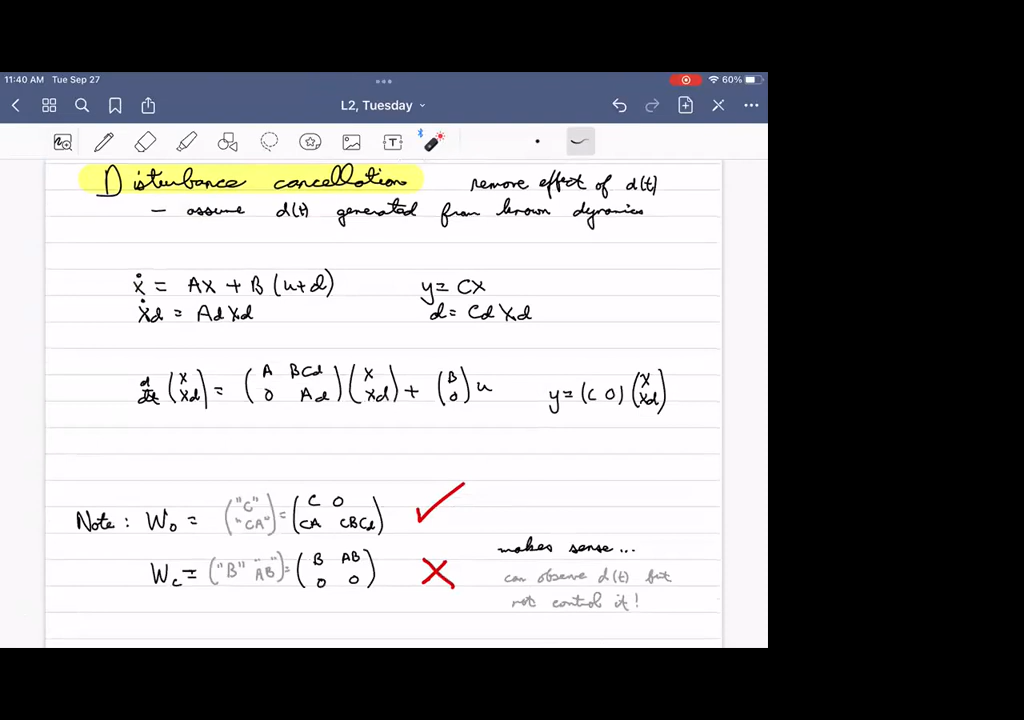 11:40 AM Tue Sep 27
60%
L2, Tuesday
T
Disturbance cancellation remove effect of d(t)
– assume d(t) generated from known dynamics
ẋ = Ax + B (u+d) y = Cx
ẋd = Ad xd d = Cd xd
d/dt (x xd) = (A BCd 0 Ad) (x xd) + (B 0) u y = (C 0) (x xd)
Note: Wo = ("C" "CA") = (C 0 CA CBCd) ✓
Wc = ("B" "AB") = (B AB 0 0) ✗
makes sense...
can observe d(t) but
not control it!